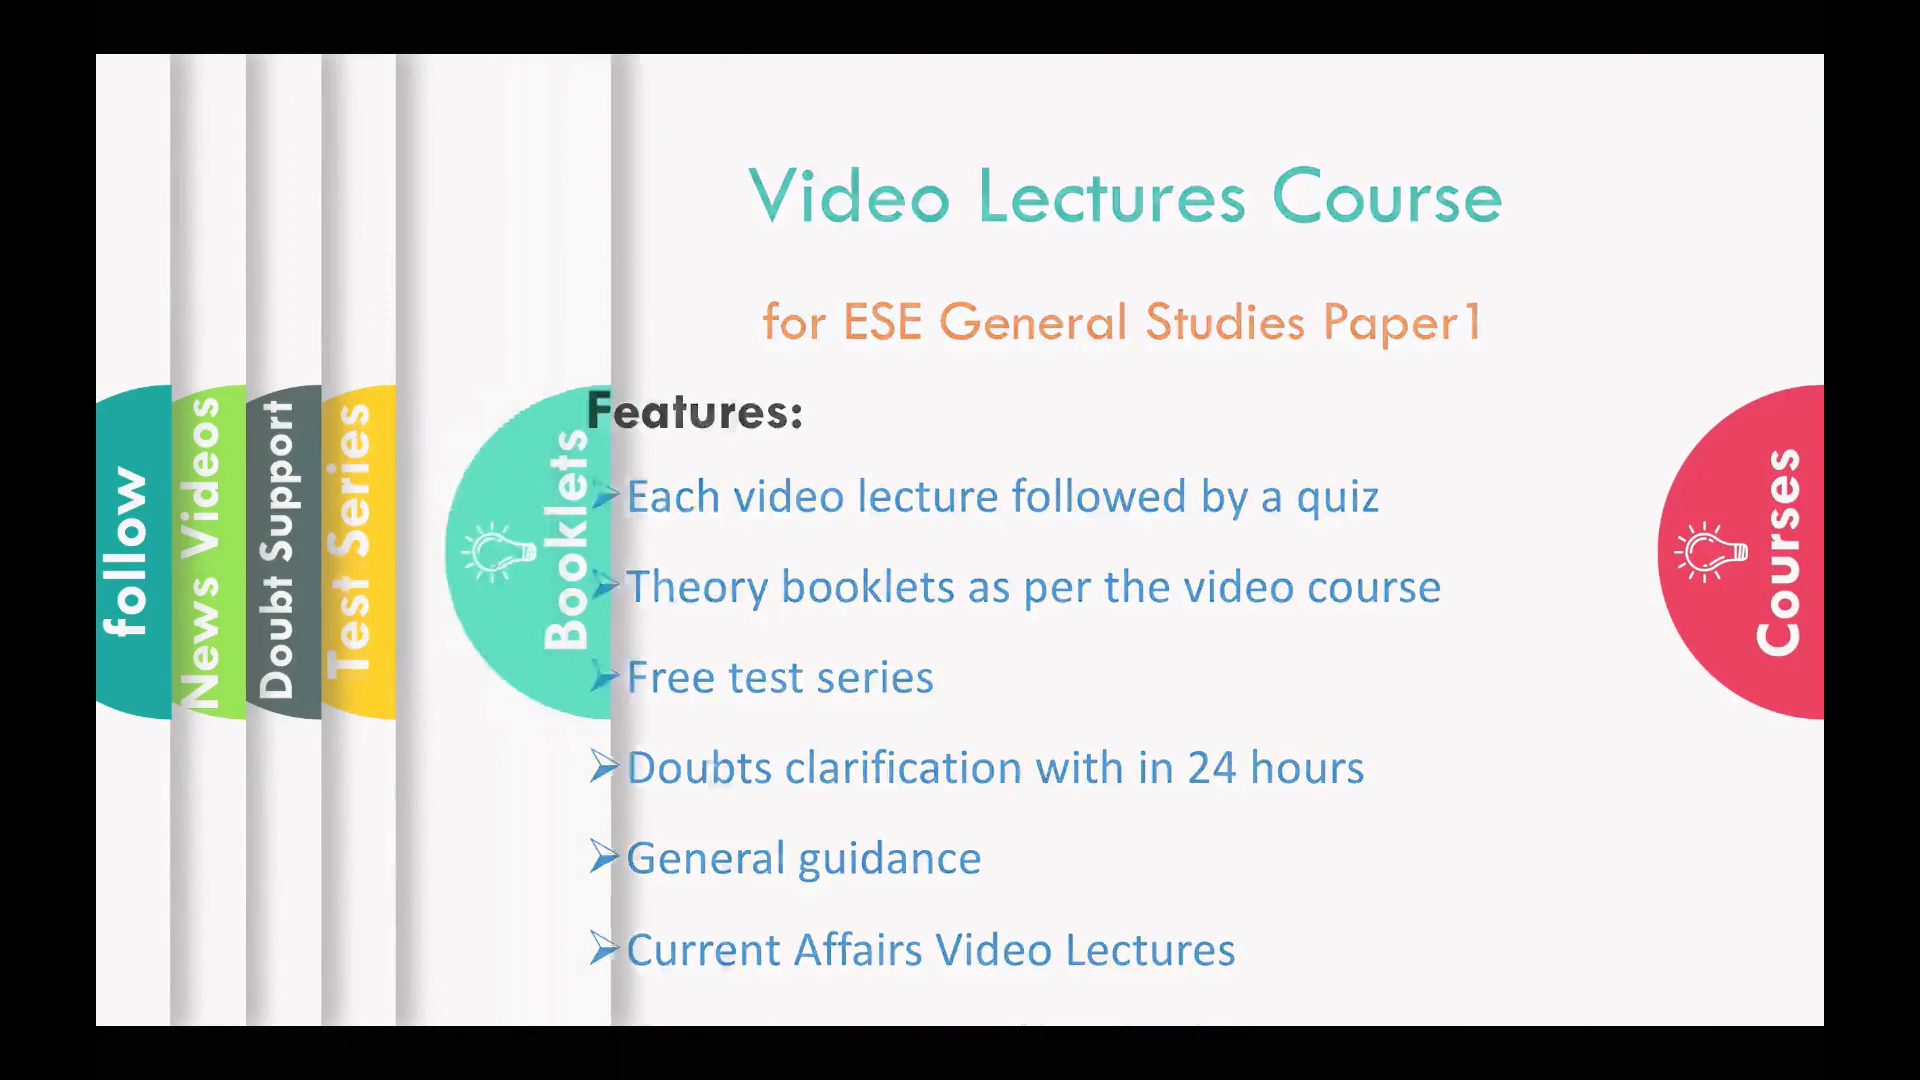 Video Lectures Course
for ESE General Studies Paper1
Features:
Each video lecture followed by a quiz
Theory booklets as per the video course
Free test series
Doubts clarification with in 24 hours
General guidance
Current Affairs Video Lectures
follow
News Videos
Doubt Support
Test Series
Booklets
Courses